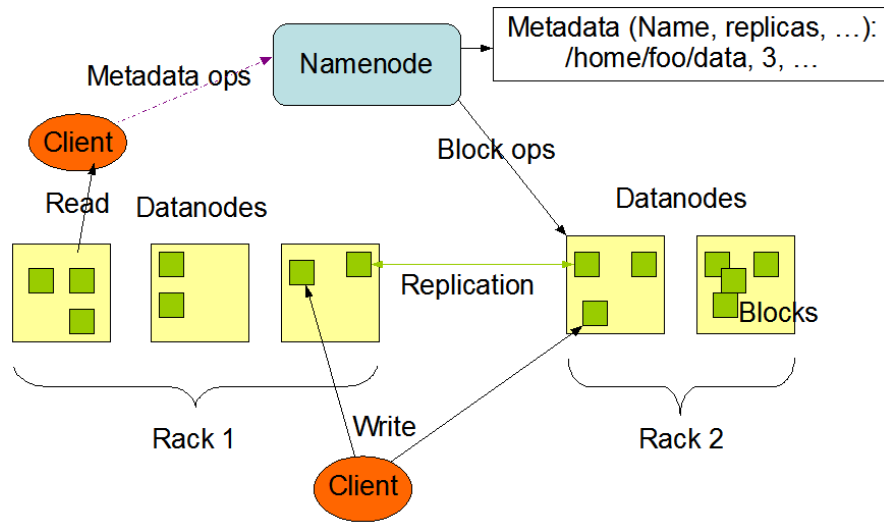 Metadata (Name, replicas, …):
/home/foo/data, 3, …
Namenode
Metadata ops
Client
Block ops
Read
Datanodes
Datanodes
Replication
Blocks
Rack 1
Write
Rack 2
Client